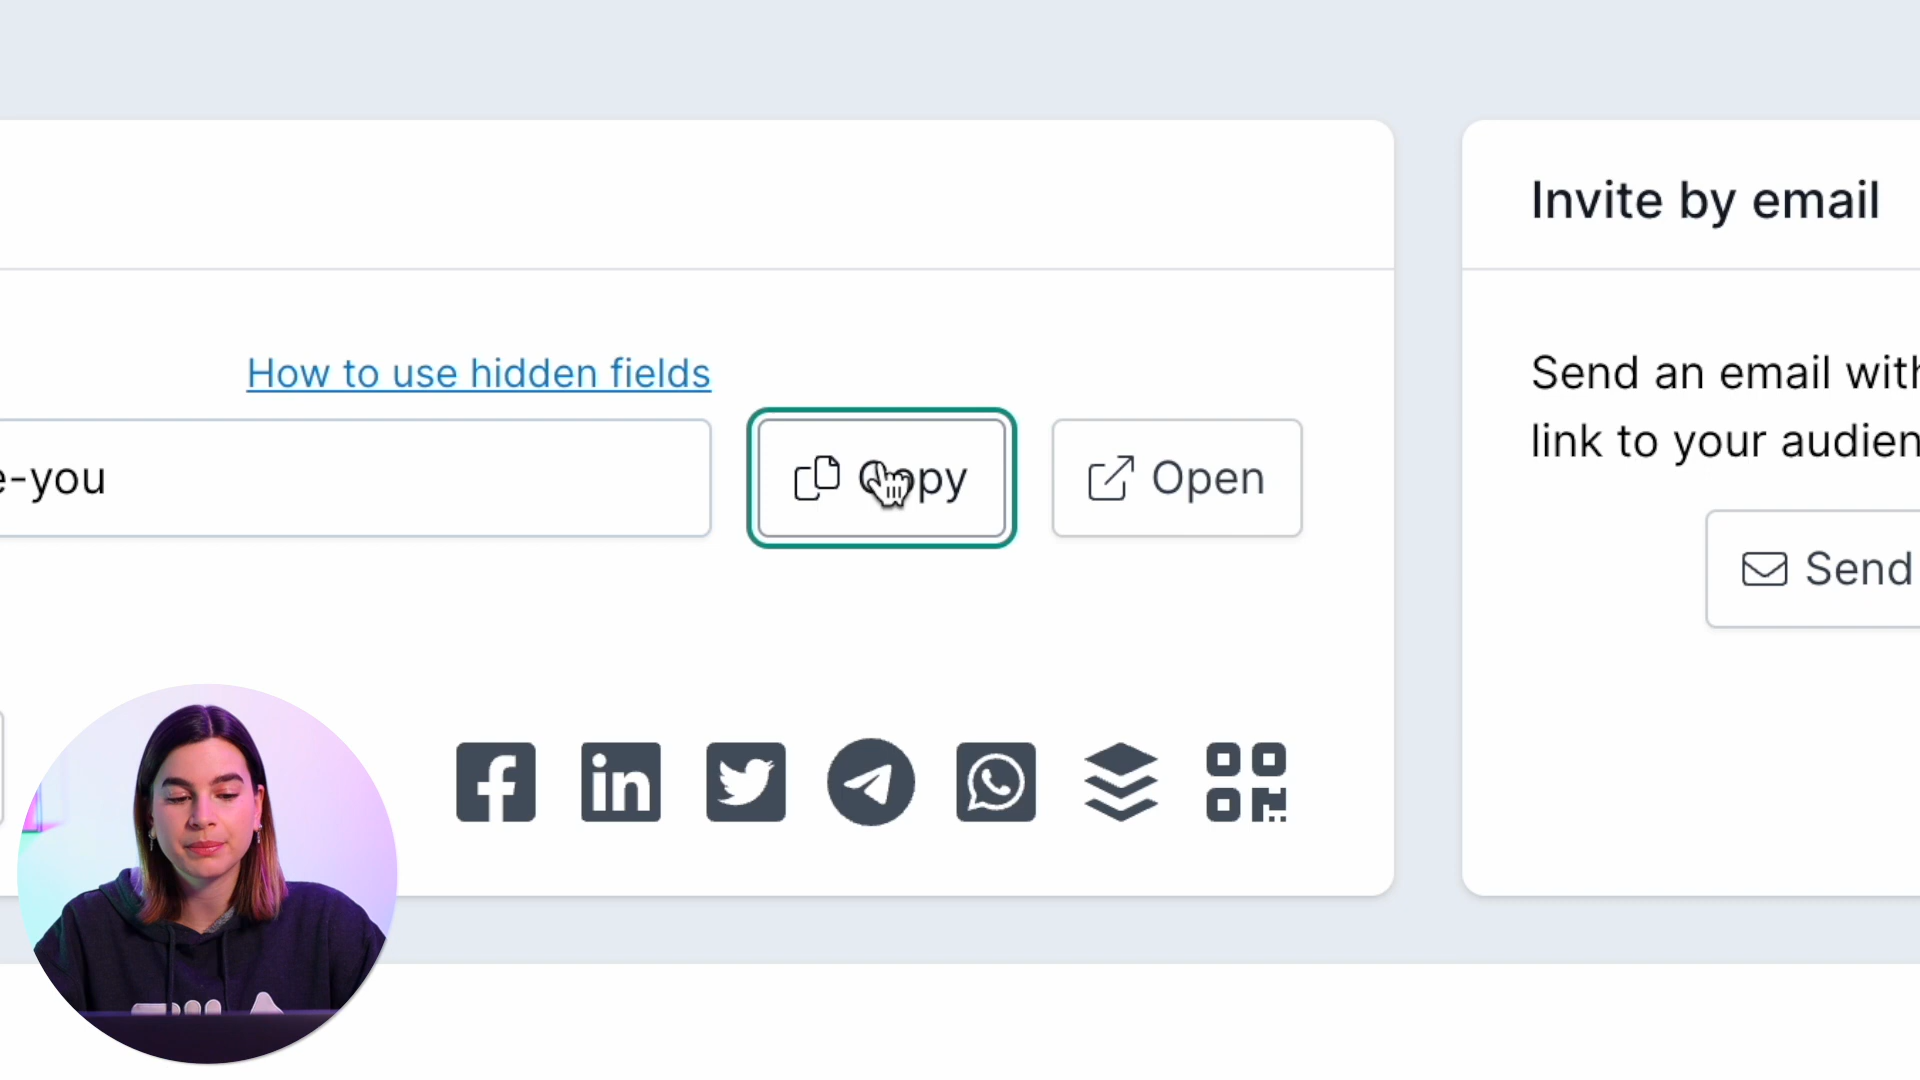 Invite by email
How to use hidden fields
e-you
Copy
Open
Send an email with
link to your audien
Send